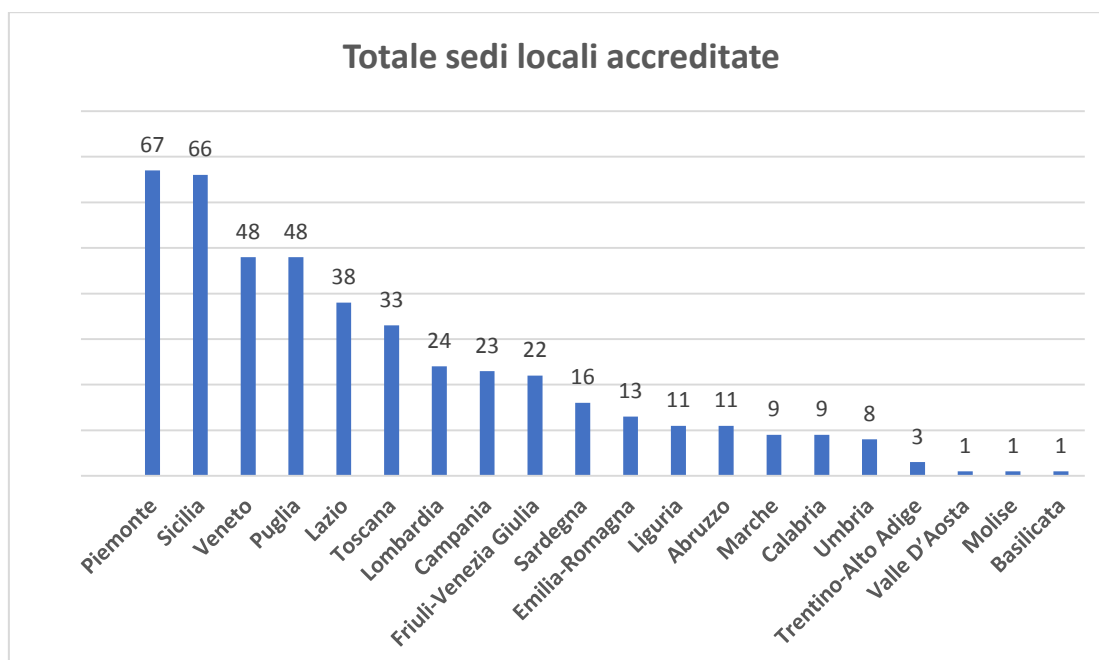 Totale sedi locali accreditate
67
66
48
48
38
33
24
23
22
16
13
11
11
9
9
8
3
1
1
1
Piemonte
Sicilia
Veneto
Puglia
Lazio
Toscana
Lombardia
Campania
Friuli-Venezia Giulia
Sardegna
Emilia-Romagna
Liguria
Abruzzo
Marche
Calabria
Umbria
Trentino-Alto Adige
Valle D’Aosta
Molise
Basilicata